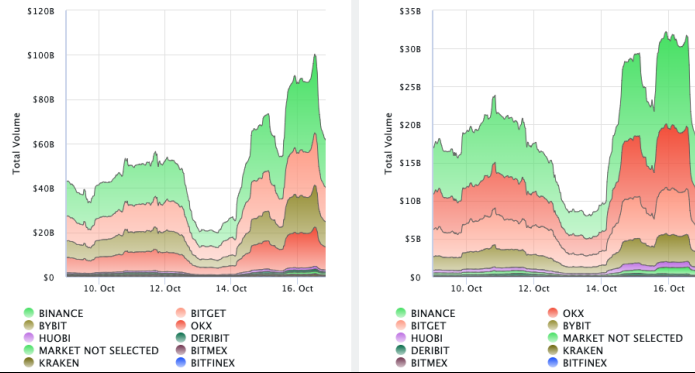 $120B
$100B
$80B
$60B
$40B
$20B
$0
Total Volume
10. Oct
12. Oct
14. Oct
16. Oct
BINANCE
BITGET
BYBIT
OKX
HUOBI
DERIBIT
MARKET NOT SELECTED
BITMEX
KRAKEN
BITFINEX
$35B
$30B
$25B
$20B
$15B
$10B
$5B
$0
Total Volume
10. Oct
12. Oct
14. Oct
16. Oct
BINANCE
OKX
BITGET
BYBIT
HUOBI
MARKET NOT SELECTED
DERIBIT
KRAKEN
BITMEX
BITFINEX